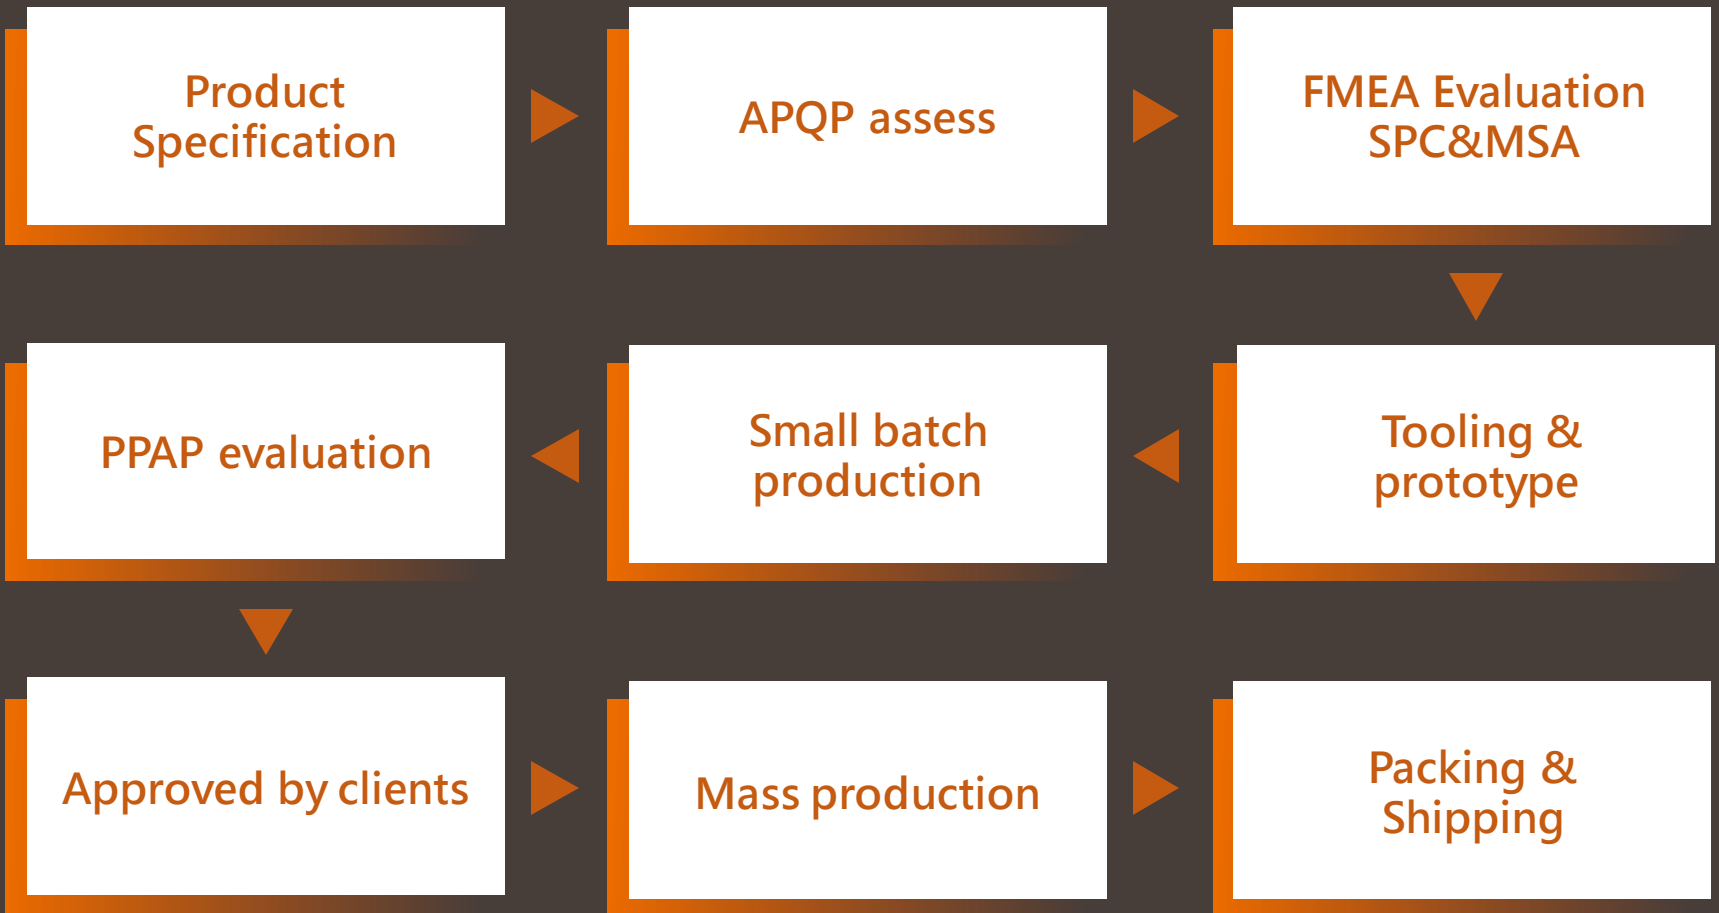 Product
Specification
APQP assess
FMEA Evaluation
SPC&MSA
Tooling &
prototype
Small batch
production
PPAP evaluation
Approved by clients
Mass production
Packing &
Shipping